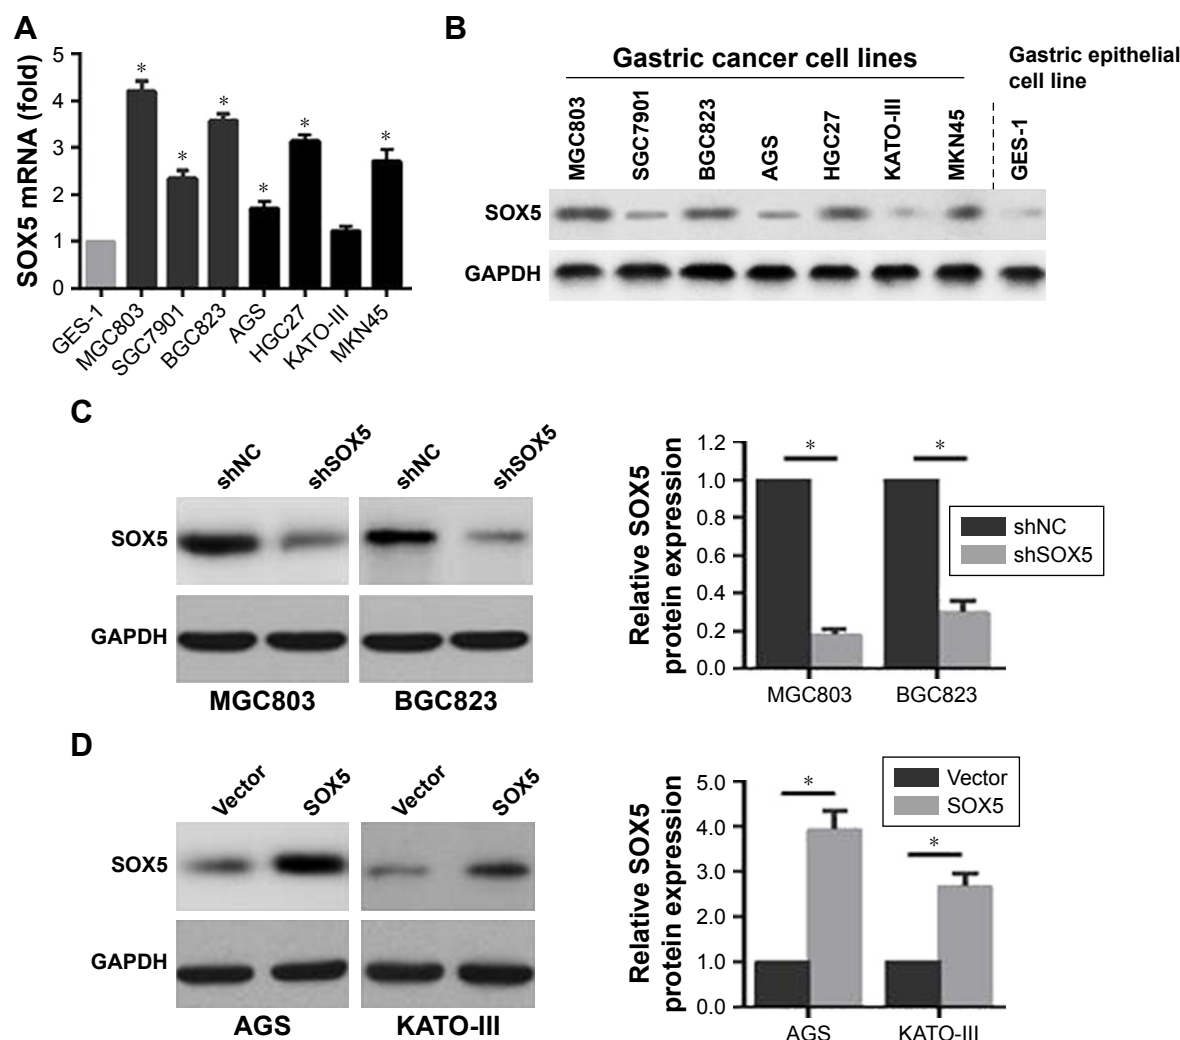 A
SOX5 mRNA (fold)
5
4
3
2
1
0
*
*
*
*
*
*
GES-1
MGC803
SGC7901
BGC823
AGS
HGC27
KATO-III
MKN45
B
Gastric cancer cell lines
Gastric epithelial
cell line
MGC803
SGC7901
BGC823
AGS
HGC27
KATO-III
MKN45
GES-1
SOX5
GAPDH
C
shNC
shSOX5
shNC
shSOX5
SOX5
GAPDH
MGC803
BGC823
Relative SOX5
protein expression
1.2
1.0
0.8
0.6
0.4
0.2
0.0
*
*
shNC
shSOX5
MGC803
BGC823
D
Vector
SOX5
Vector
SOX5
SOX5
GAPDH
AGS
KATO-III
Relative SOX5
protein expression
5.0
4.0
3.0
2.0
1.0
0.0
*
*
Vector
SOX5
AGS
KATO-III